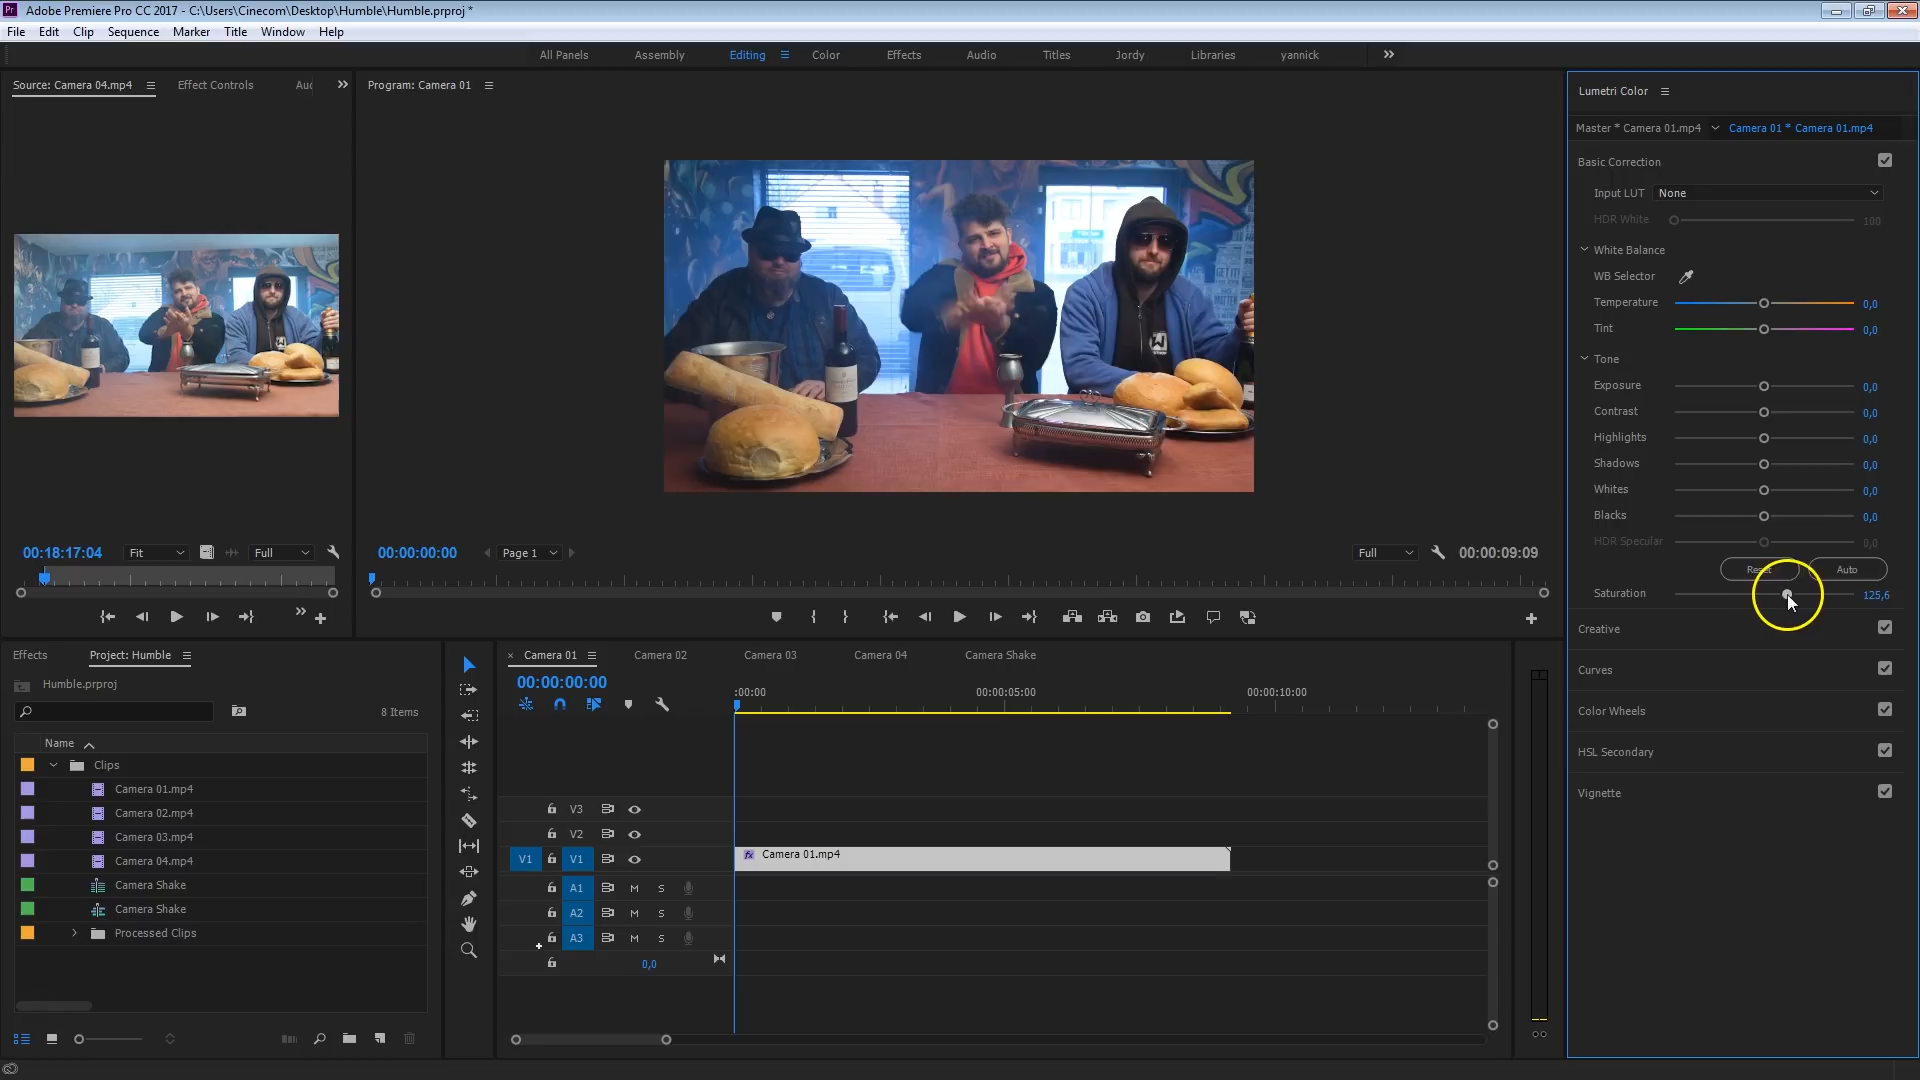 Pr Adobe Premiere Pro CC 2017 - C:\Users\Cinecom\Desktop\Humble\Humble.prproj *
File Edit Clip Sequence Marker Title Window Help
All Panels Assembly Editing Color Effects Audio Titles Jordy Libraries yannick
Source: Camera 04.mp4 Effect Controls Auc
Program: Camera 01
Lumetri Color
Master * Camera 01.mp4 Camera 01 * Camera 01.mp4
Basic Correction
Input LUT None
HDR White 100
White Balance
WB Selector
Temperature 0,0
Tint 0,0
Tone
Exposure 0,0
Contrast 0,0
Highlights 0,0
Shadows 0,0
Whites 0,0
Blacks 0,0
HDR Specular 0,0
Reset Auto
Saturation 125,6
Creative
Curves
Color Wheels
HSL Secondary
Vignette
00:18:17:04 Fit Full
00:00:00:00 Page 1 Full 00:00:09:09
Effects Project: Humble
Humble.prproj
8 Items
Name
Clips
Camera 01.mp4
Camera 02.mp4
Camera 03.mp4
Camera 04.mp4
Camera Shake
Camera Shake
Processed Clips
× Camera 01 Camera 02 Camera 03 Camera 04 Camera Shake
00:00:00:00
:00:00 00:00:05:00 00:00:10:00
V3
V2
V1 V1 fx Camera 01.mp4
A1 M S
A2 M S
A3 M S
0,0